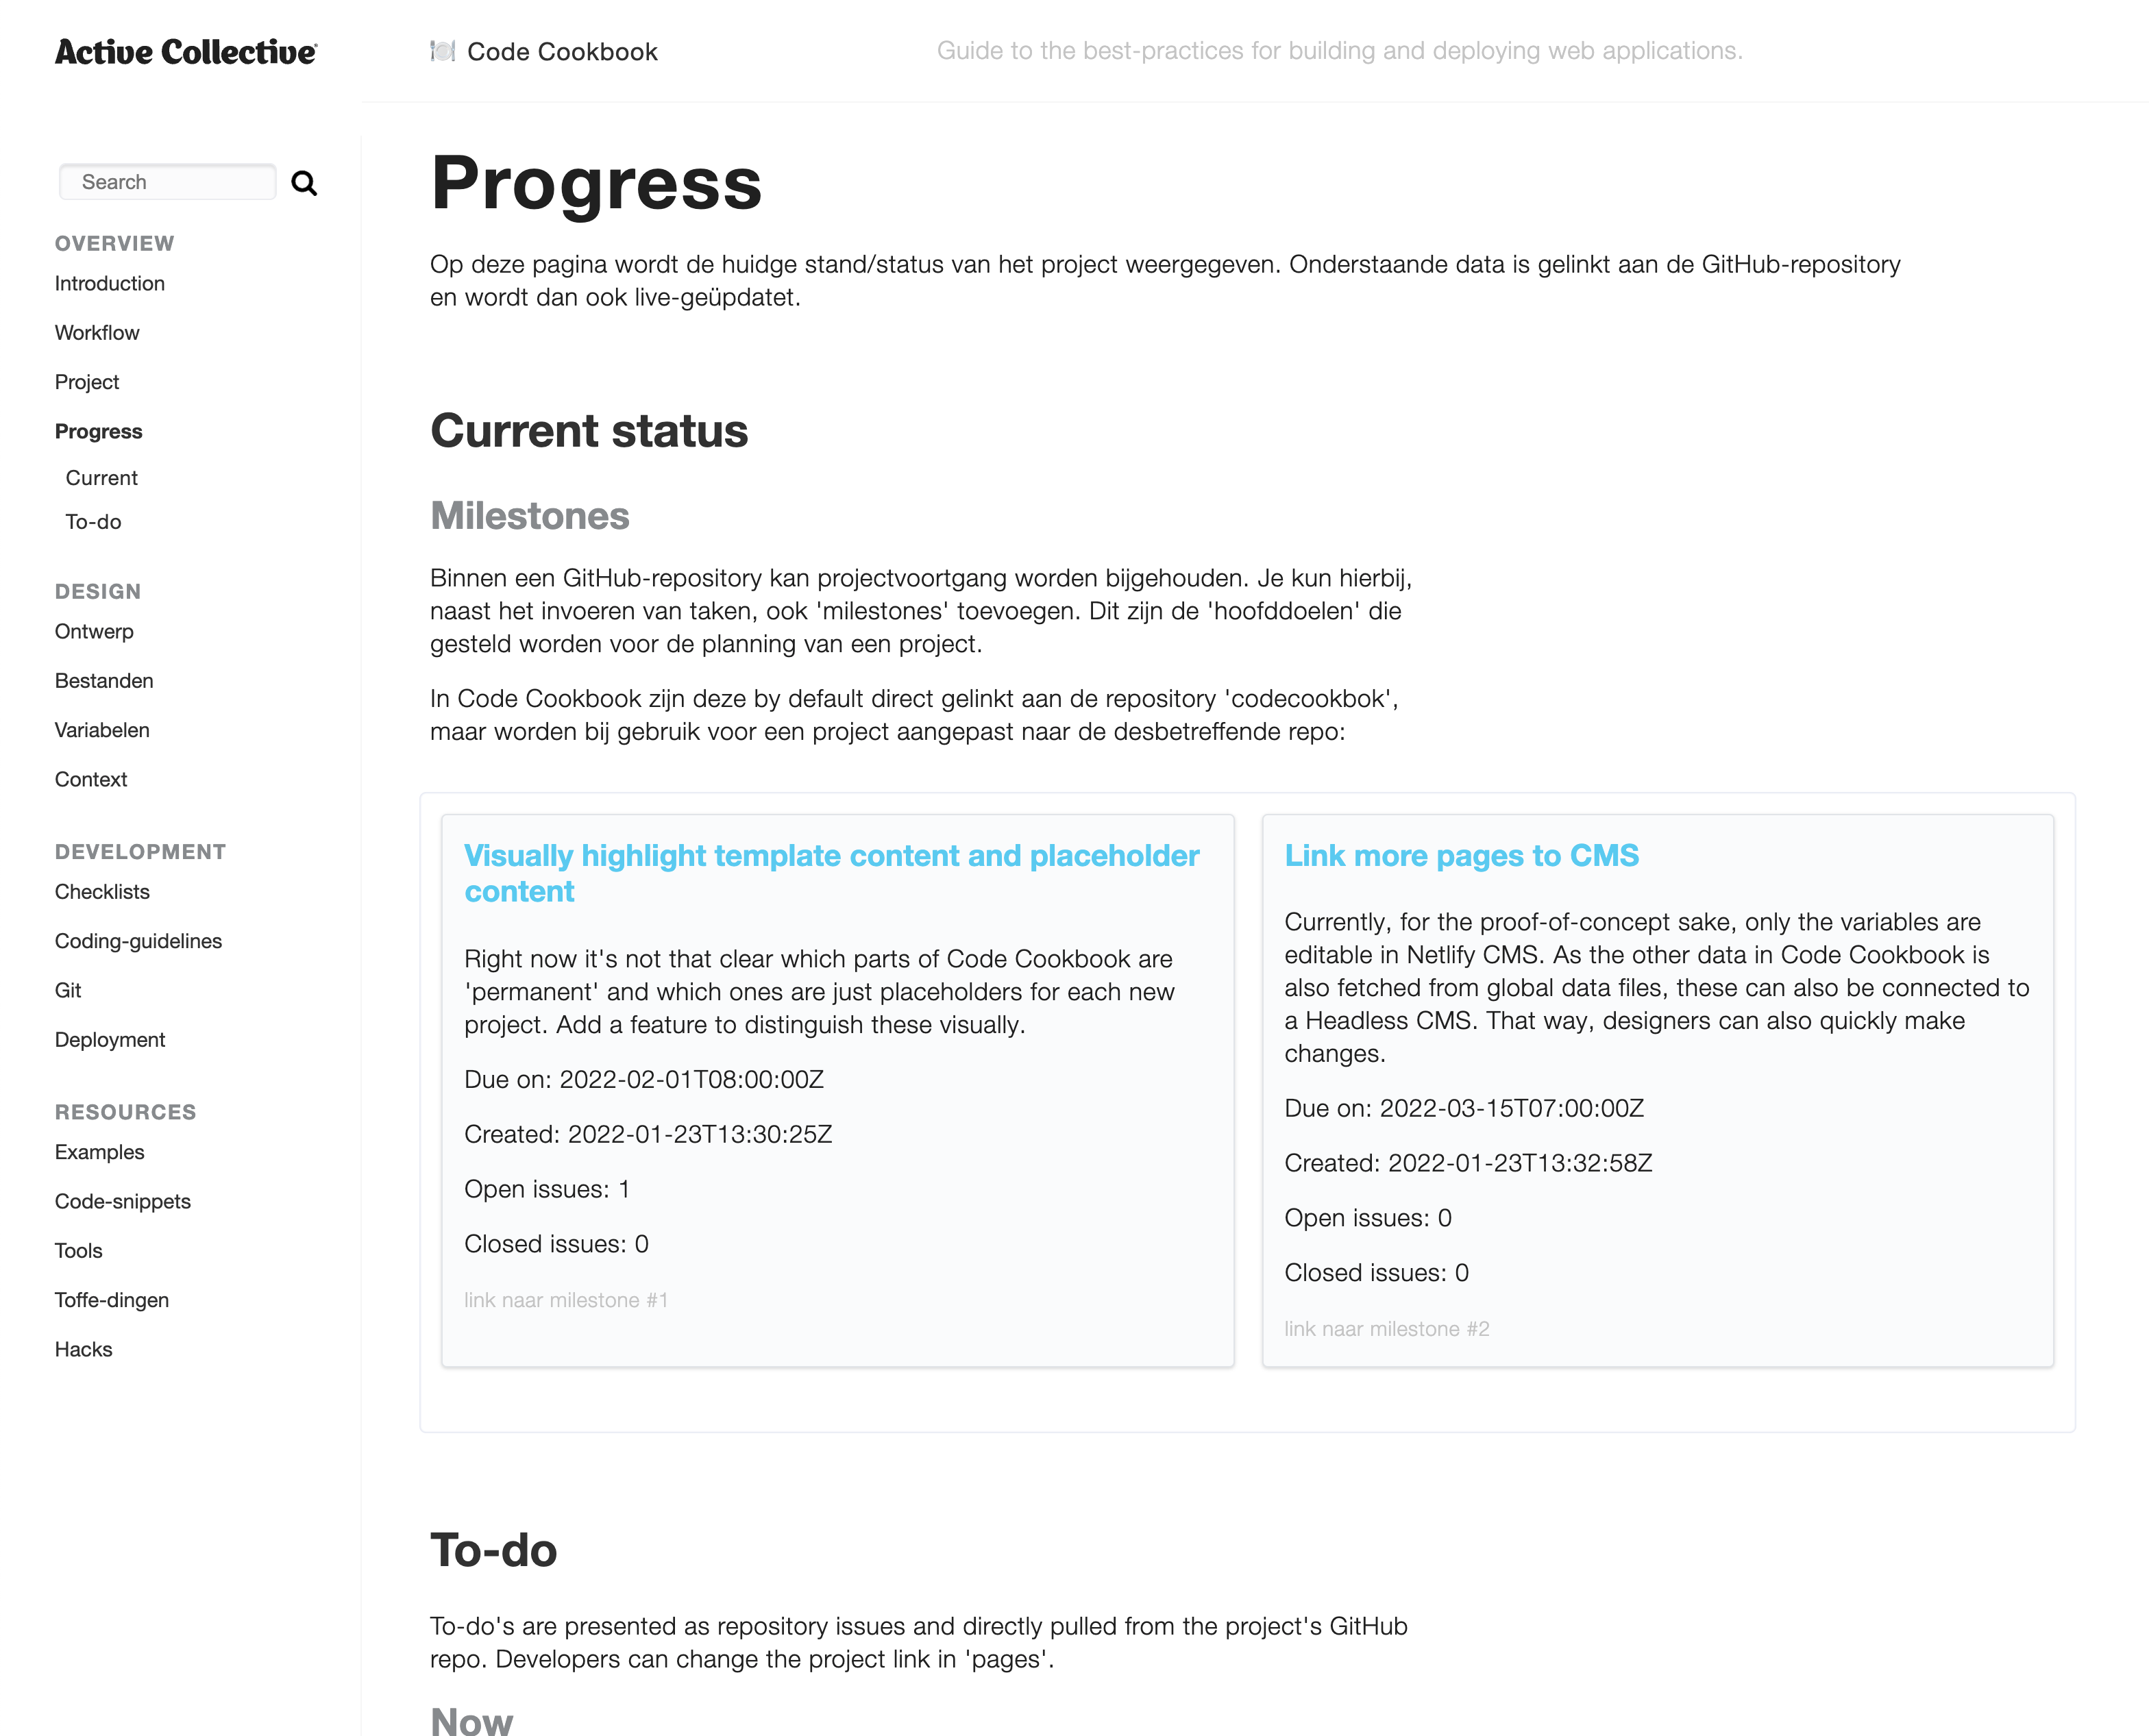 Active Collective
Code Cookbook
Guide to the best-practices for building and deploying web applications.
Search
OVERVIEW
Introduction
Workflow
Project
Progress
Current
To-do
DESIGN
Ontwerp
Bestanden
Variabelen
Context
DEVELOPMENT
Checklists
Coding-guidelines
Git
Deployment
RESOURCES
Examples
Code-snippets
Tools
Toffe-dingen
Hacks
Progress
Op deze pagina wordt de huidge stand/status van het project weergegeven. Onderstaande data is gelinkt aan de GitHub-repository
en wordt dan ook live-geüpdatet.
Current status
Milestones
Binnen een GitHub-repository kan projectvoortgang worden bijgehouden. Je kun hierbij,
naast het invoeren van taken, ook 'milestones' toevoegen. Dit zijn de 'hoofddoelen' die
gesteld worden voor de planning van een project.
In Code Cookbook zijn deze by default direct gelinkt aan de repository 'codecookbok',
maar worden bij gebruik voor een project aangepast naar de desbetreffende repo:
Visually highlight template content and placeholder
content
Right now it's not that clear which parts of Code Cookbook are
'permanent' and which ones are just placeholders for each new
project. Add a feature to distinguish these visually.
Due on: 2022-02-01T08:00:00Z
Created: 2022-01-23T13:30:25Z
Open issues: 1
Closed issues: 0
link naar milestone #1
Link more pages to CMS
Currently, for the proof-of-concept sake, only the variables are
editable in Netlify CMS. As the other data in Code Cookbook is
also fetched from global data files, these can also be connected to
a Headless CMS. That way, designers can also quickly make
changes.
Due on: 2022-03-15T07:00:00Z
Created: 2022-01-23T13:32:58Z
Open issues: 0
Closed issues: 0
link naar milestone #2
To-do
To-do's are presented as repository issues and directly pulled from the project's GitHub
repo. Developers can change the project link in 'pages'.
Now